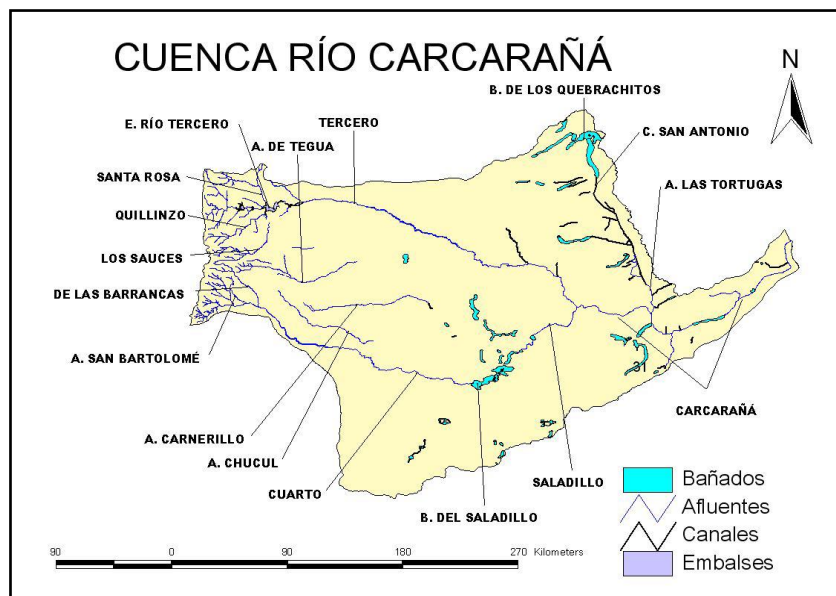 CUENCA RÍO CARCARAÑÁ
N
B. DE LOS QUEBRACHITOS
E. RÍO TERCERO
TERCERO
A. DE TEGUA
C. SAN ANTONIO
SANTA ROSA
A. LAS TORTUGAS
QUILLINZO
LOS SAUCES
DE LAS BARRANCAS
A. SAN BARTOLOMÉ
CARCARAÑÁ
A. CARNERILLO
A. CHUCUL
CUARTO
SALADILLO
B. DEL SALADILLO
Bañados
Afluentes
Canales
Embalses
90 0 90 180 270 Kilometers